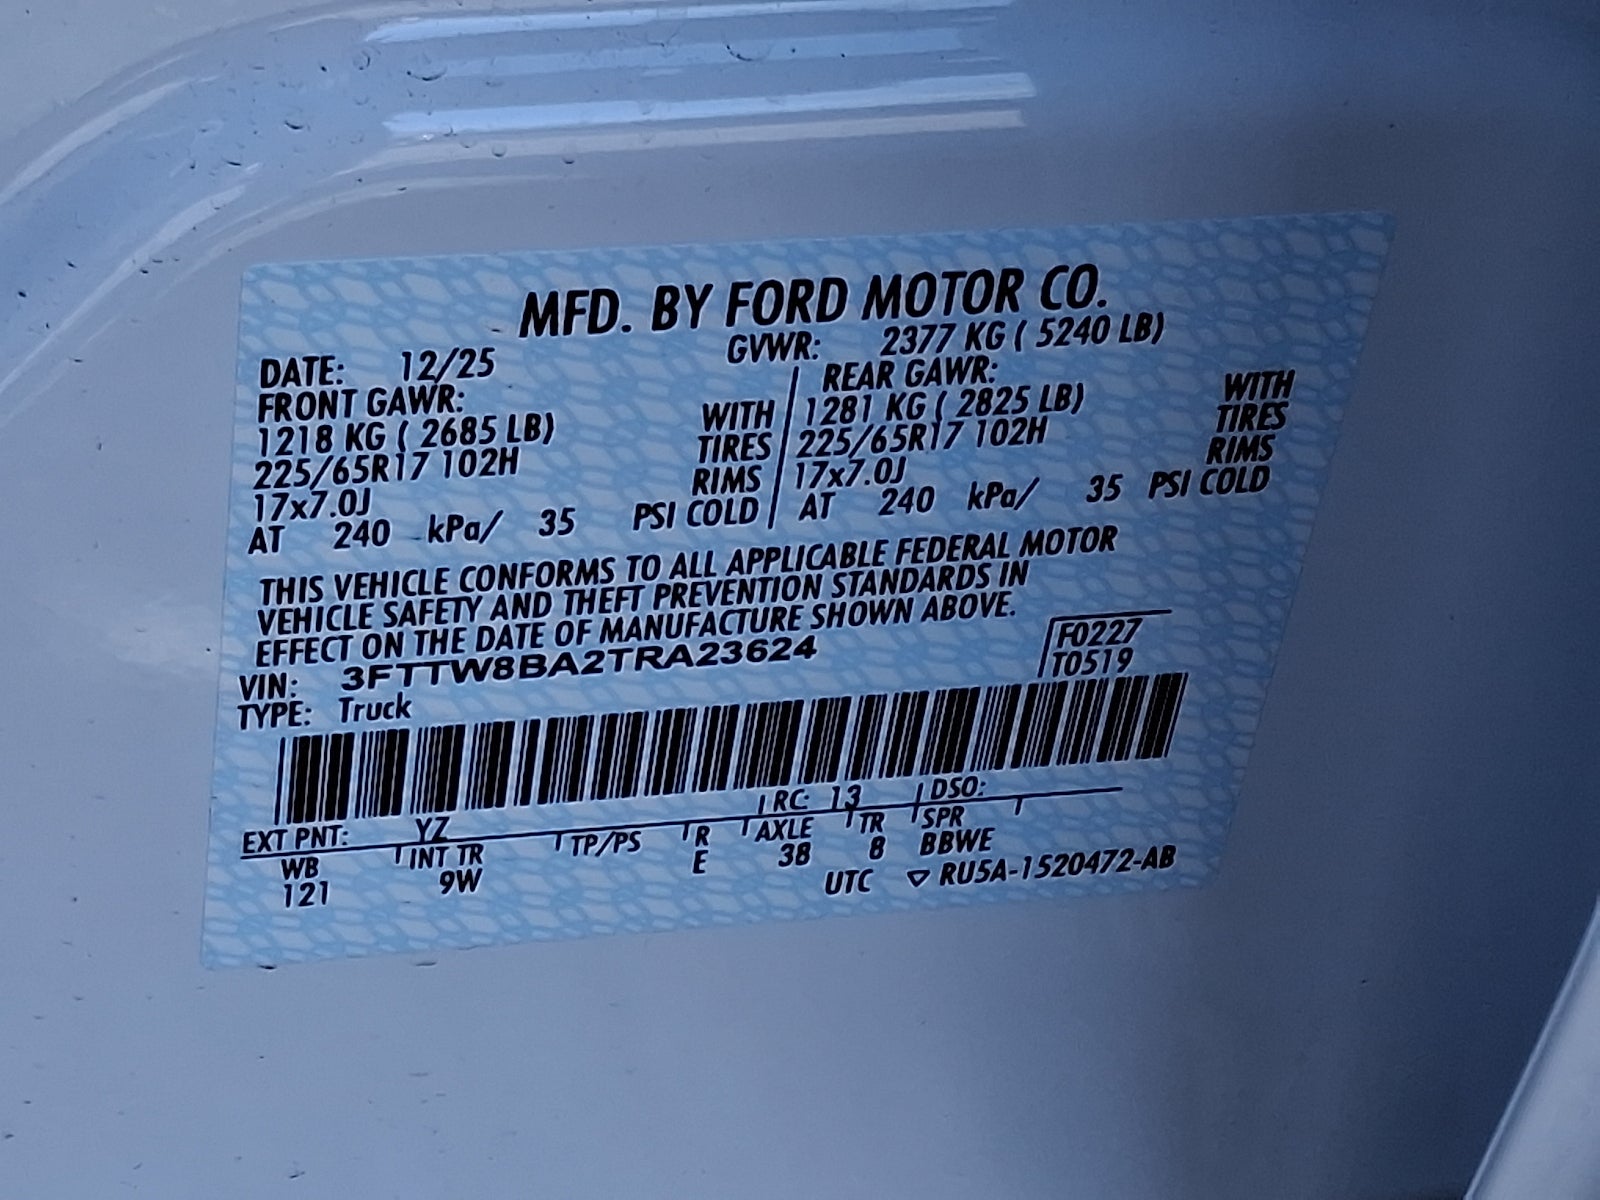 MFD. BY FORD MOTOR CO.
DATE: 12/25 GVWR: 2377 KG ( 5240 LB)
FRONT GAWR: REAR GAWR:
1218 KG ( 2685 LB) WITH 1281 KG ( 2825 LB) WITH
225/65R17 102H TIRES 225/65R17 102H TIRES
17x7.0J RIMS 17x7.0J RIMS
AT 240 kPa/ 35 PSI COLD AT 240 kPa/ 35 PSI COLD
THIS VEHICLE CONFORMS TO ALL APPLICABLE FEDERAL MOTOR
VEHICLE SAFETY AND THEFT PREVENTION STANDARDS IN
EFFECT ON THE DATE OF MANUFACTURE SHOWN ABOVE.
VIN: 3FTTW8BA2TRA23624 F0227
TYPE: Truck T0519
EXT PNT: YZ RC: 13 DSO:
WB INT TR TP/PS R AXLE TR SPR
121 9W E 38 8 BBWE
UTC ▽ RU5A-1520472-AB